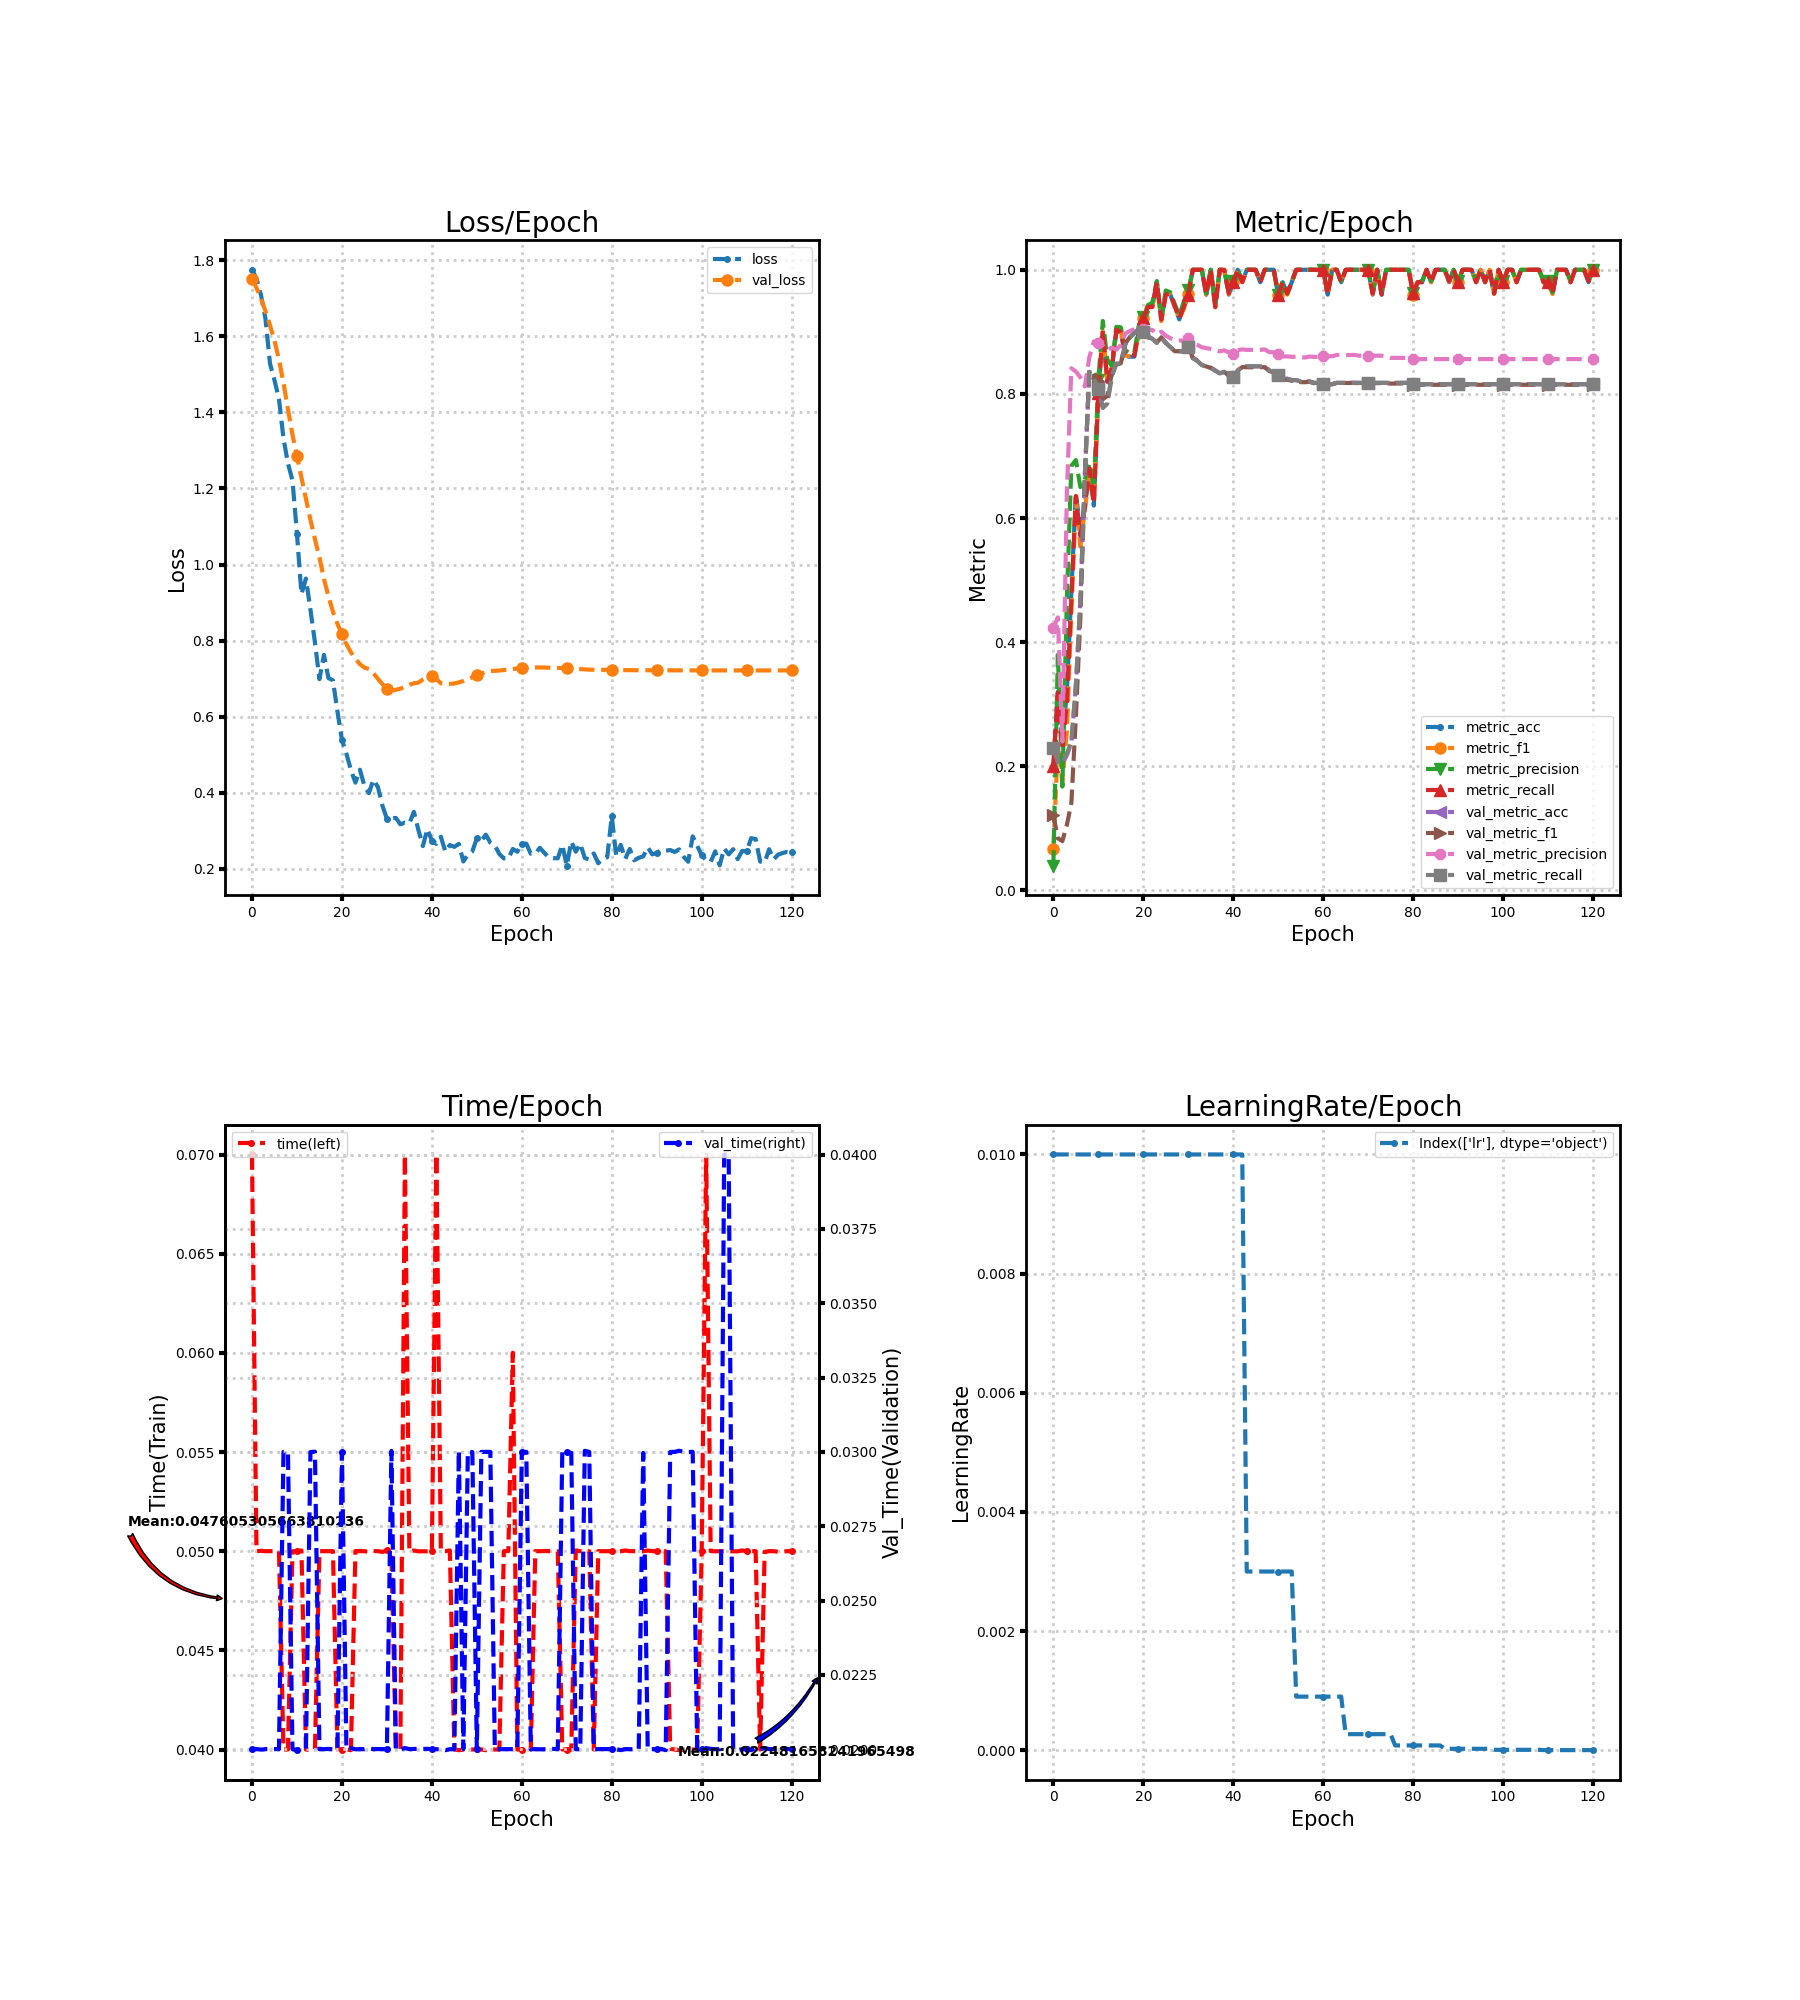 Loss/Epoch
1.8
1.6
1.4
1.2
1.0
0.8
0.6
0.4
0.2
Loss
loss
val_loss
0 20 40 60 80 100 120
Epoch
Metric/Epoch
1.0
0.8
0.6
0.4
0.2
0.0
Metric
metric_acc
metric_f1
metric_precision
metric_recall
val_metric_acc
val_metric_f1
val_metric_precision
val_metric_recall
0 20 40 60 80 100 120
Epoch
Time/Epoch
time(left)
val_time(right)
0.070
0.065
0.060
0.055
0.050
0.045
0.040
Time(Train)
Mean:0.047605305663810236
0.0400
0.0375
0.0350
0.0325
0.0300
0.0275
0.0250
0.0225
0.0200
Val_Time(Validation)
0 20 40 60 80 100 120
Epoch
LearningRate/Epoch
Index(['lr'], dtype='object')
0.010
0.008
0.006
0.004
0.002
0.000
LearningRate
0 20 40 60 80 100 120
Epoch